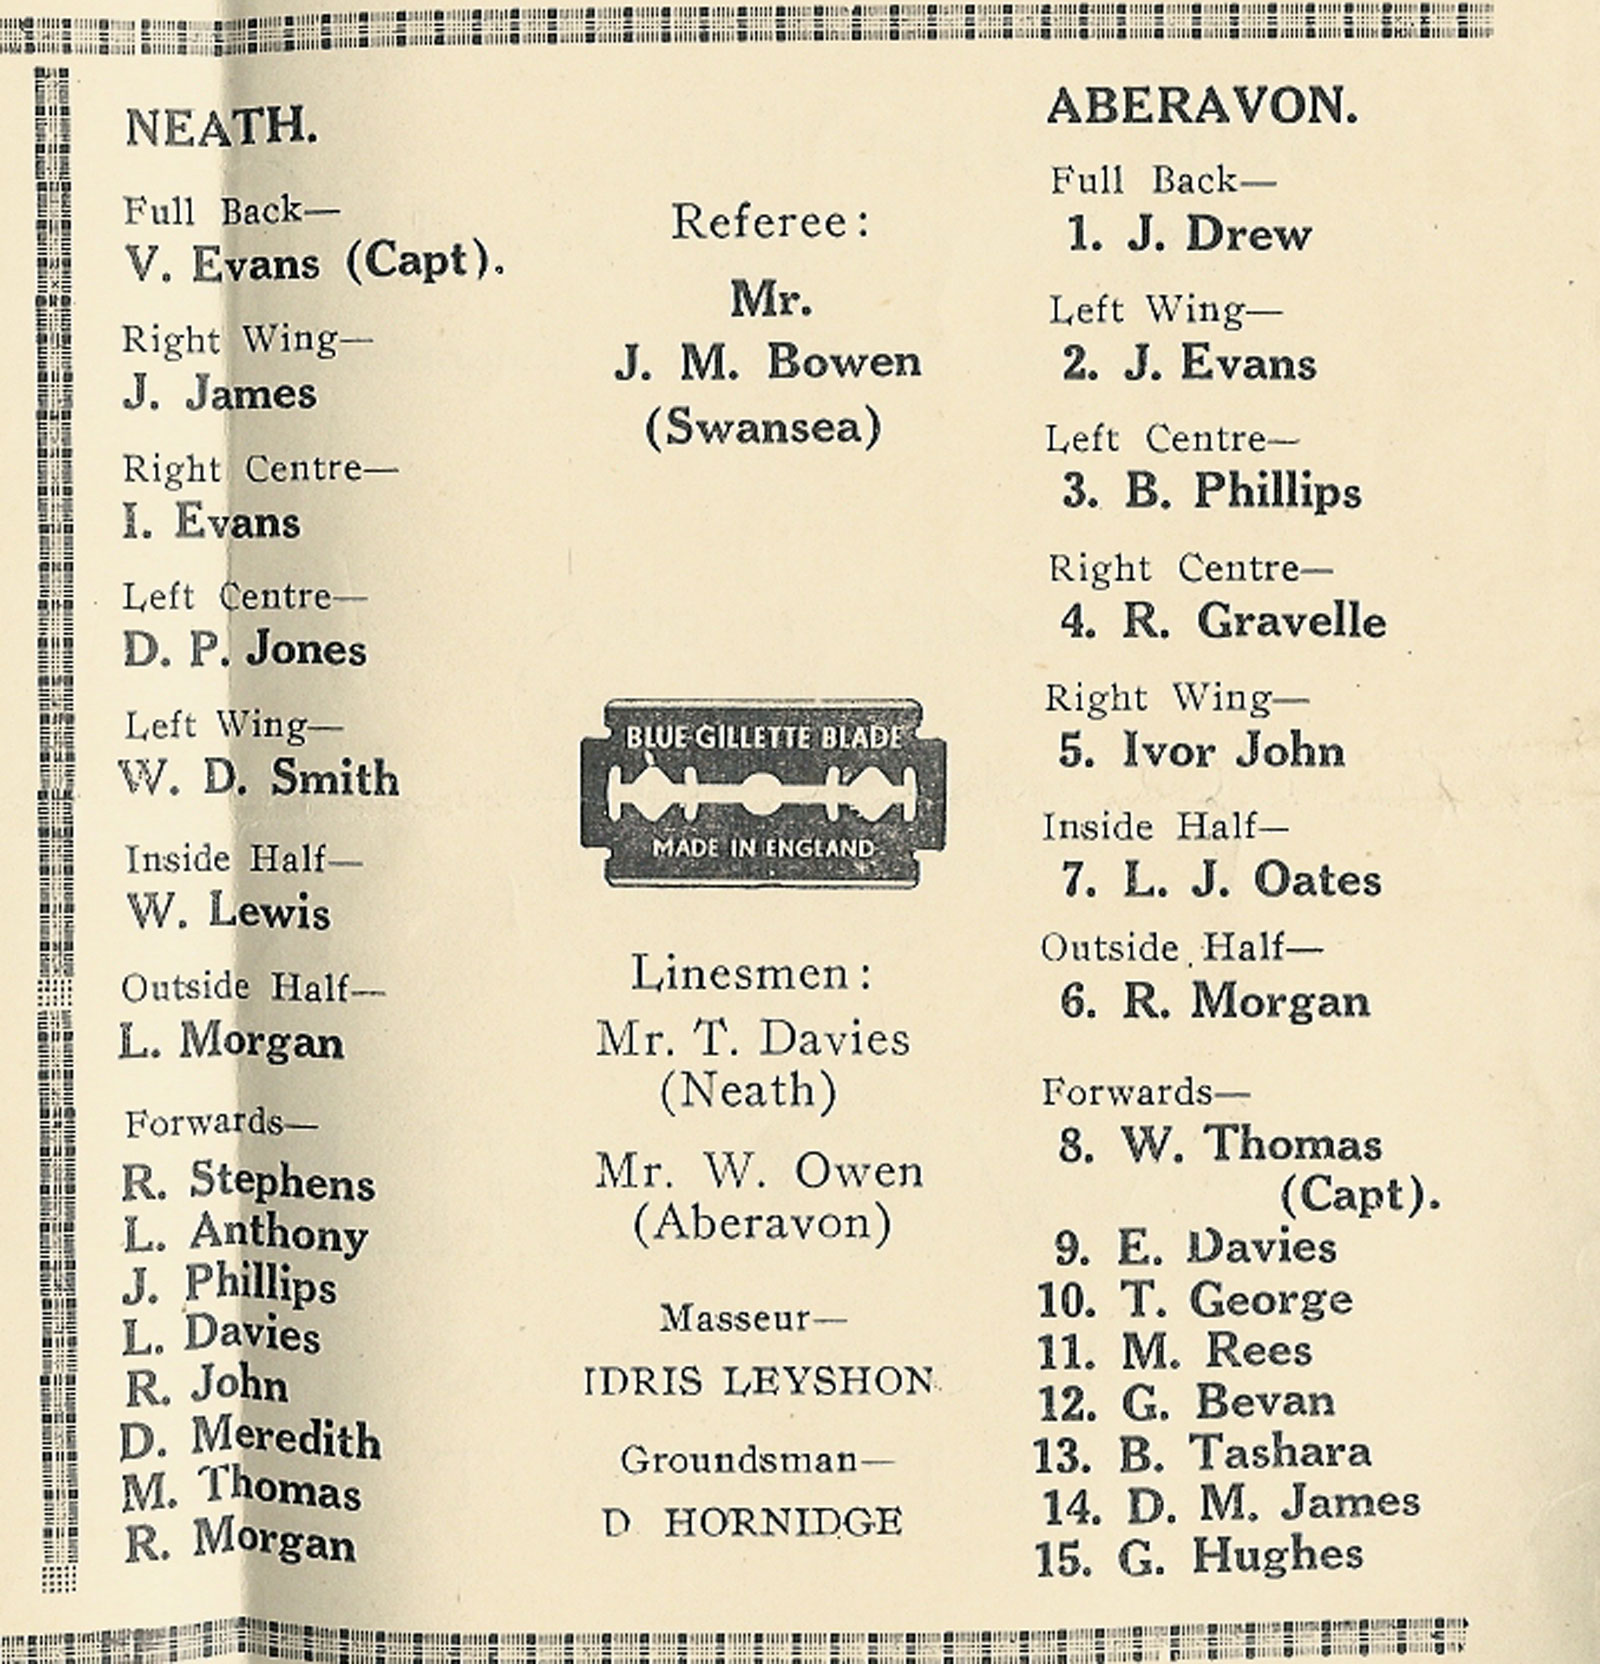 NEATH.
Full Back—
V. Evans (Capt).
Right Wing—
J. James
Right Centre—
I. Evans
Left Centre—
D. P. Jones
Left Wing—
W. D. Smith
Inside Half—
W. Lewis
Outside Half—
L. Morgan
Forwards—
R. Stephens
L. Anthony
J. Phillips
L. Davies
R. John
D. Meredith
M. Thomas
R. Morgan
Referee:
Mr.
J. M. Bowen
(Swansea)
BLUE GILLETTE BLADE
MADE IN ENGLAND
Linesmen:
Mr. T. Davies
(Neath)
Mr. W. Owen
(Aberavon)
Masseur—
IDRIS LEYSHON
Groundsman—
D HORNIDGE
ABERAVON.
Full Back—
1. J. Drew
Left Wing—
2. J. Evans
Left Centre—
3. B. Phillips
Right Centre—
4. R. Gravelle
Right Wing—
5. Ivor John
Inside Half—
7. L. J. Oates
Outside Half—
6. R. Morgan
Forwards—
8. W. Thomas
(Capt).
9. E. Davies
10. T. George
11. M. Rees
12. G. Bevan
13. B. Tashara
14. D. M. James
15. G. Hughes